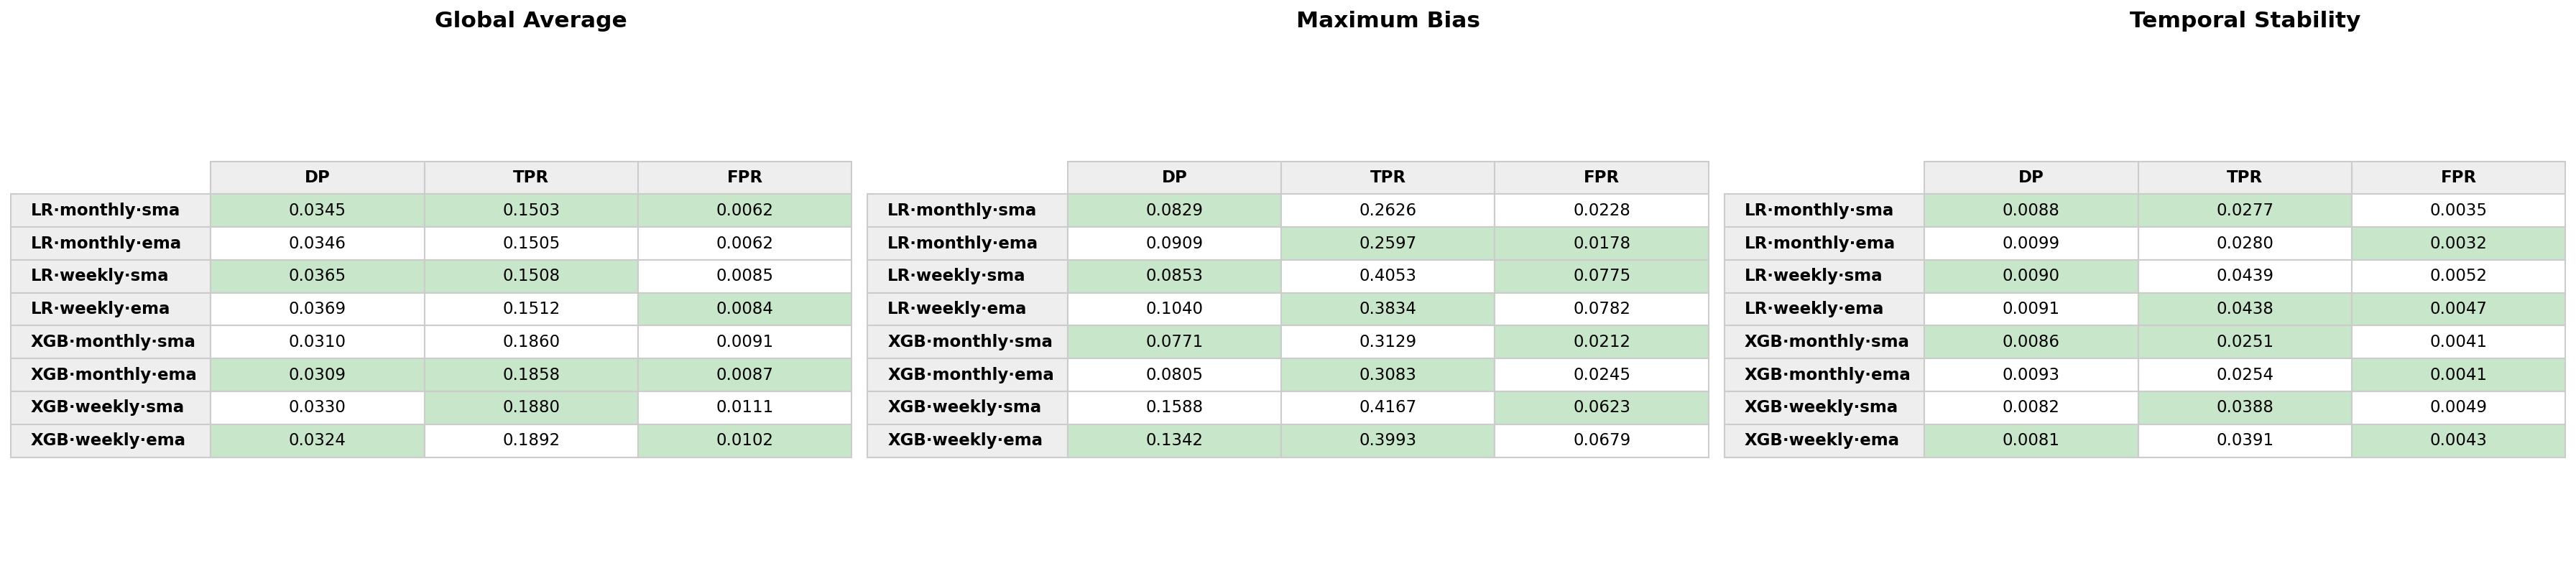 Global Average
DP TPR FPR
LR·monthly·sma 0.0345 0.1503 0.0062
LR·monthly·ema 0.0346 0.1505 0.0062
LR·weekly·sma 0.0365 0.1508 0.0085
LR·weekly·ema 0.0369 0.1512 0.0084
XGB·monthly·sma 0.0310 0.1860 0.0091
XGB·monthly·ema 0.0309 0.1858 0.0087
XGB·weekly·sma 0.0330 0.1880 0.0111
XGB·weekly·ema 0.0324 0.1892 0.0102
Maximum Bias
DP TPR FPR
LR·monthly·sma 0.0829 0.2626 0.0228
LR·monthly·ema 0.0909 0.2597 0.0178
LR·weekly·sma 0.0853 0.4053 0.0775
LR·weekly·ema 0.1040 0.3834 0.0782
XGB·monthly·sma 0.0771 0.3129 0.0212
XGB·monthly·ema 0.0805 0.3083 0.0245
XGB·weekly·sma 0.1588 0.4167 0.0623
XGB·weekly·ema 0.1342 0.3993 0.0679
Temporal Stability
DP TPR FPR
LR·monthly·sma 0.0088 0.0277 0.0035
LR·monthly·ema 0.0099 0.0280 0.0032
LR·weekly·sma 0.0090 0.0439 0.0052
LR·weekly·ema 0.0091 0.0438 0.0047
XGB·monthly·sma 0.0086 0.0251 0.0041
XGB·monthly·ema 0.0093 0.0254 0.0041
XGB·weekly·sma 0.0082 0.0388 0.0049
XGB·weekly·ema 0.0081 0.0391 0.0043